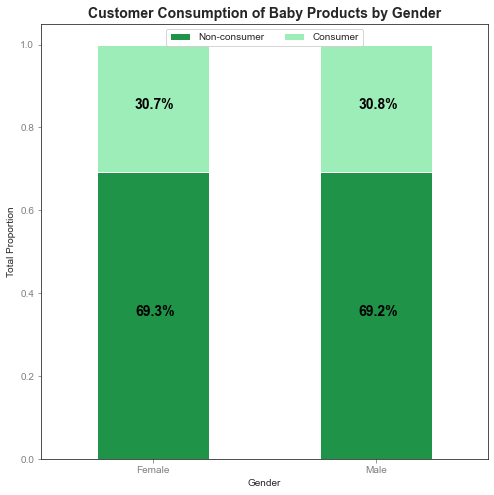 Customer Consumption of Baby Products by Gender
Non-consumer Consumer
1.0
30.7% 30.8%
0.8
0.6
Total Proportion
0.4
69.3% 69.2%
0.2
0.0
Female Male
Gender